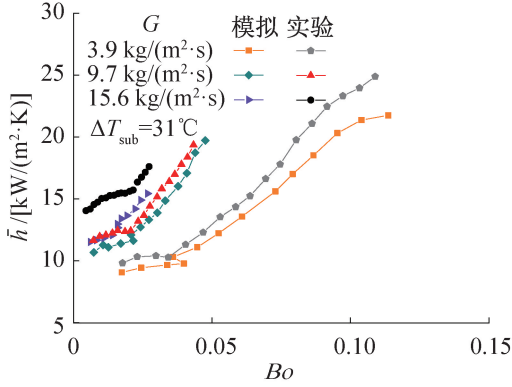 G 模拟 实验
3.9 kg/(m²·s)
9.7 kg/(m²·s)
15.6 kg/(m²·s)
ΔT_sub=31℃
30
25
20
15
10
5
h̄/[kW/(m²·K)]
0 0.05 0.10 0.15
Bo